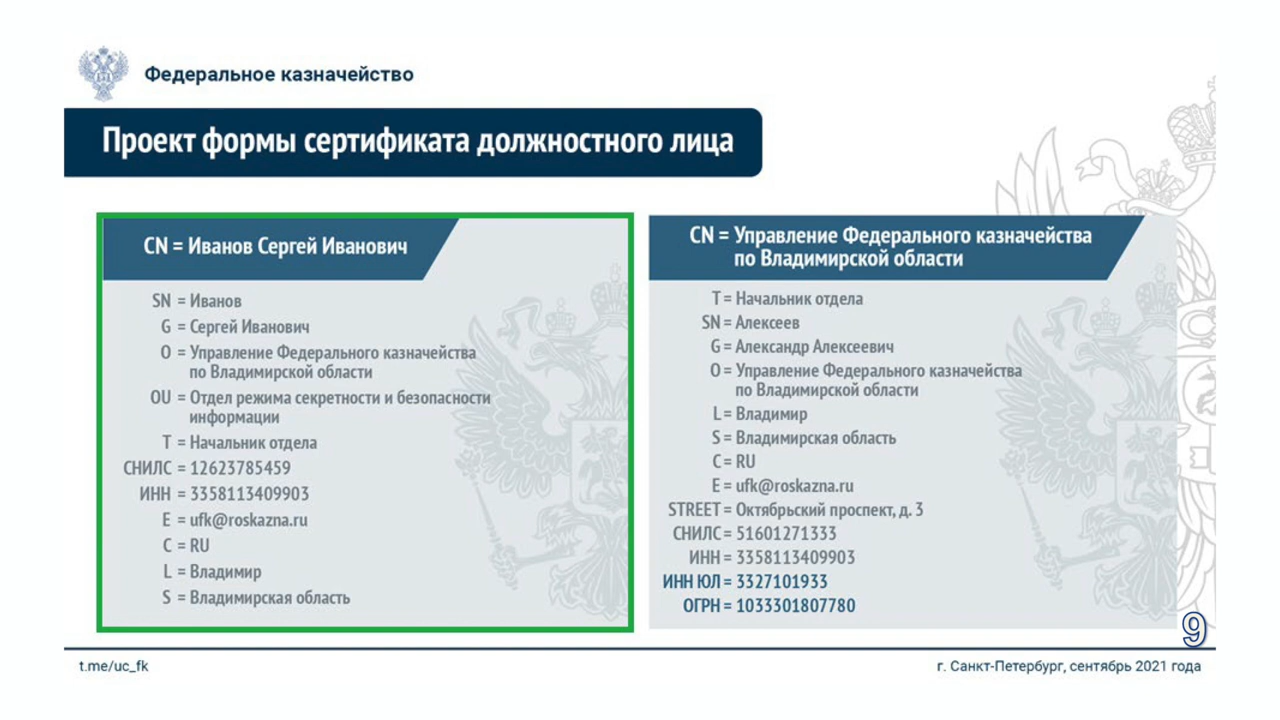 Федеральное казначейство
Проект формы сертификата должностного лица
CN = Иванов Сергей Иванович
SN = Иванов
G = Сергей Иванович
O = Управление Федерального казначейства
по Владимирской области
OU = Отдел режима секретности и безопасности
информации
T = Начальник отдела
СНИЛС = 12623785459
ИНН = 3358113409903
E = ufk@roskazna.ru
C = RU
L = Владимир
S = Владимирская область
CN = Управление Федерального казначейства
по Владимирской области
T = Начальник отдела
SN = Алексеев
G = Александр Алексеевич
O = Управление Федерального казначейства
по Владимирской области
L = Владимир
S = Владимирская область
C = RU
E = ufk@roskazna.ru
STREET = Октябрьский проспект, д. 3
СНИЛС = 51601271333
ИНН = 3358113409903
ИНН ЮЛ = 3327101933
ОГРН = 1033301807780
9
t.me/uc_fk
г. Санкт-Петербург, сентябрь 2021 года